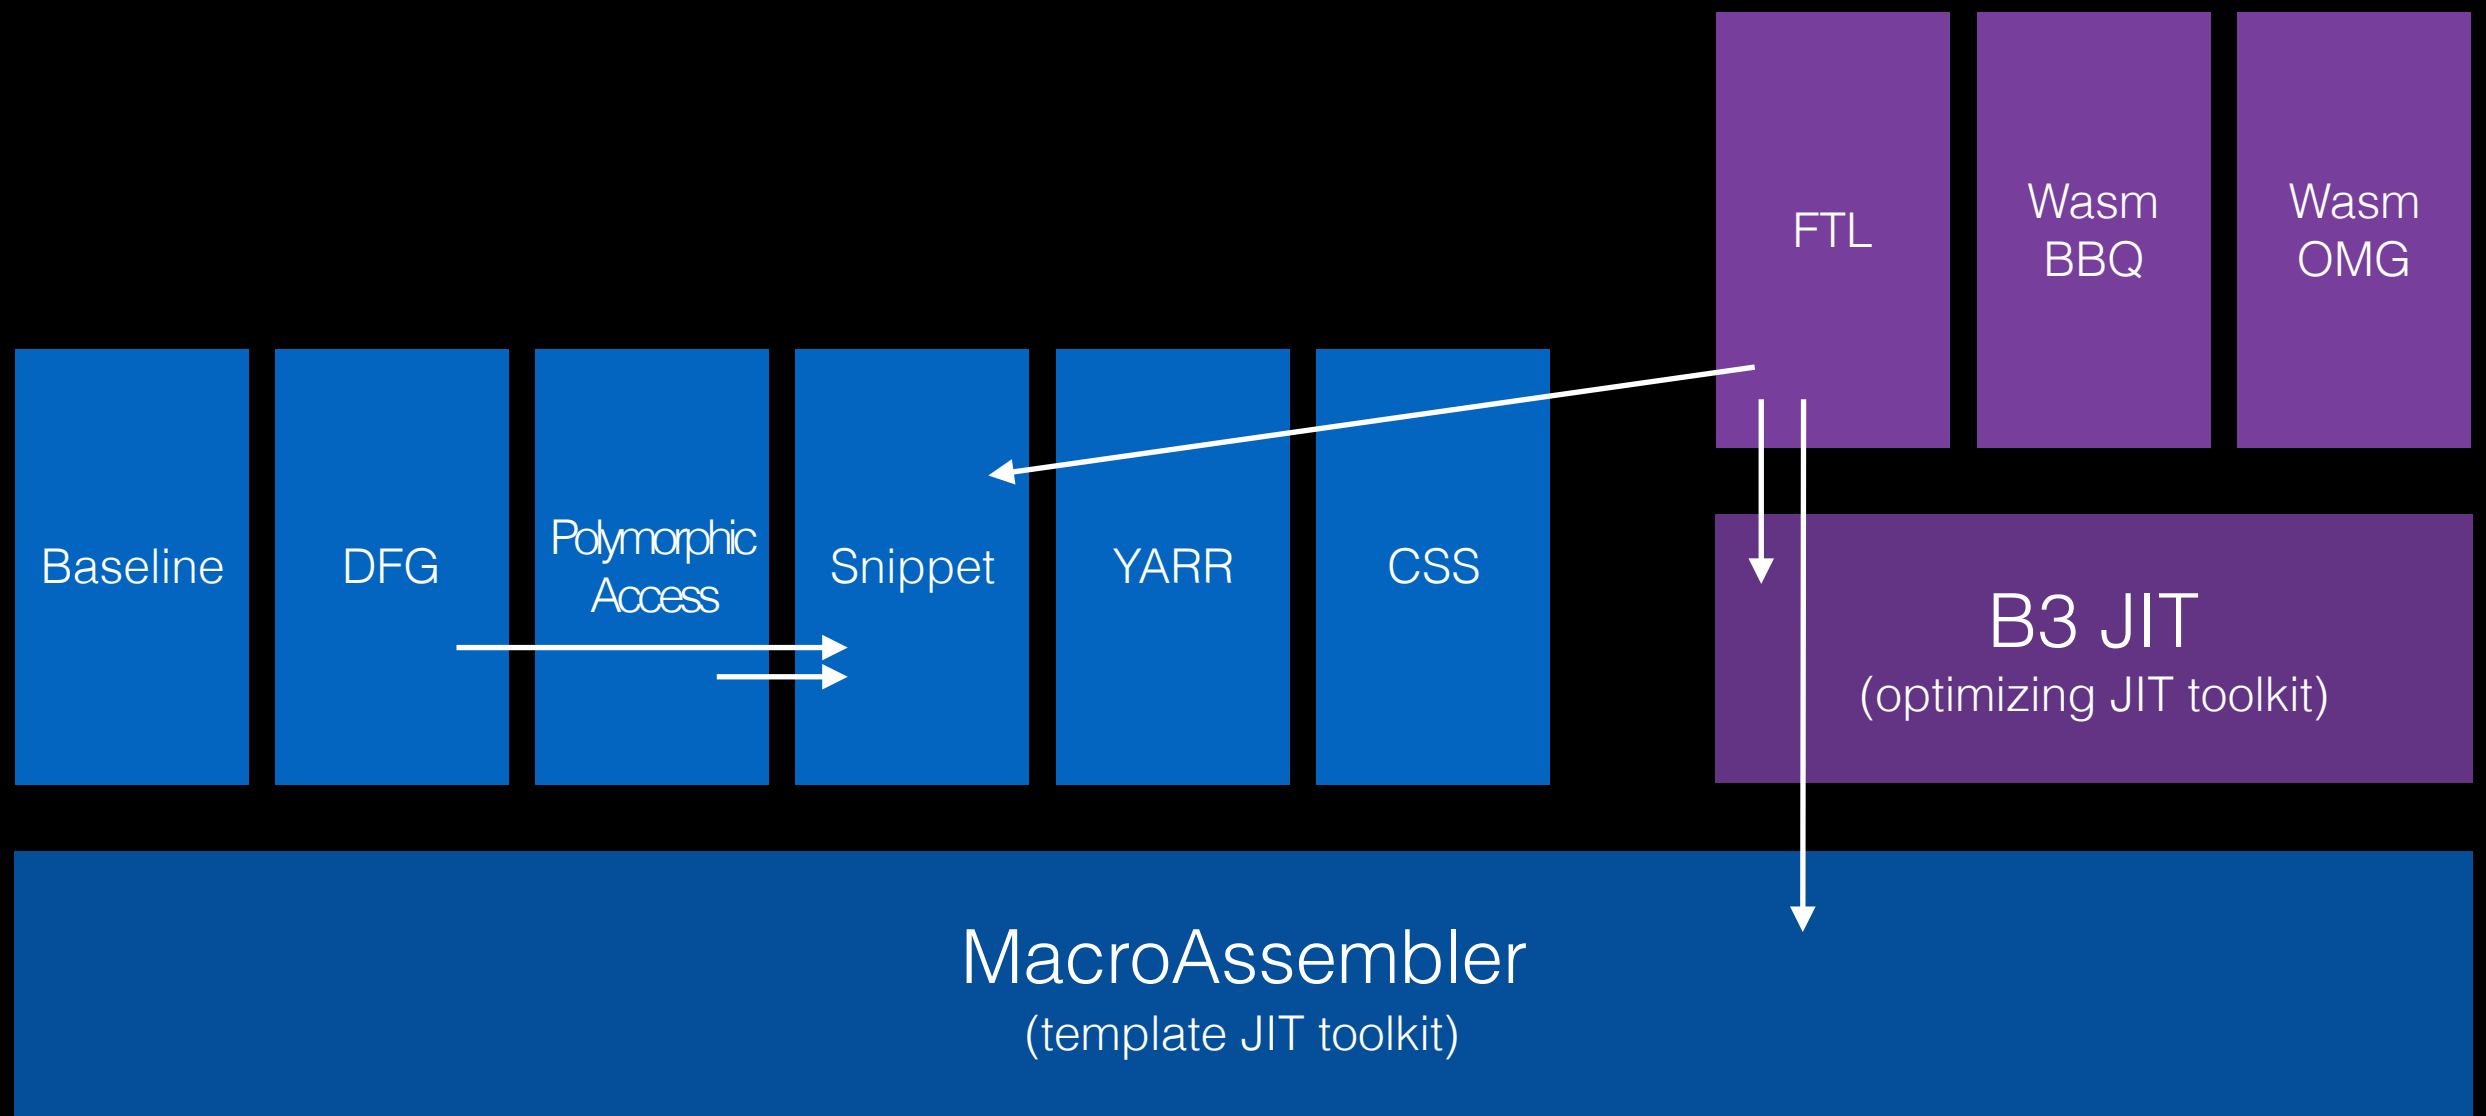 FTL
Wasm
BBQ
Wasm
OMG
Baseline
DFG
Polymorphic
Access
Snippet
YARR
CSS
B3 JIT
(optimizing JIT toolkit)
MacroAssembler
(template JIT toolkit)